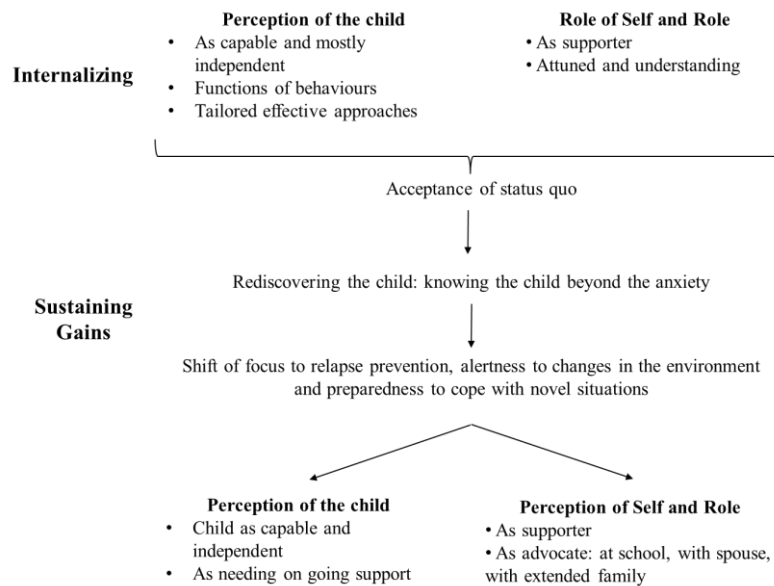 Perception of the child
• As capable and mostly
independent
• Functions of behaviours
• Tailored effective approaches
Role of Self and Role
• As supporter
• Attuned and understanding
Internalizing
Acceptance of status quo
Rediscovering the child: knowing the child beyond the anxiety
Sustaining
Gains
Shift of focus to relapse prevention, alertness to changes in the environment
and preparedness to cope with novel situations
Perception of the child
• Child as capable and
independent
• As needing on going support
Perception of Self and Role
• As supporter
• As advocate: at school, with spouse,
with extended family